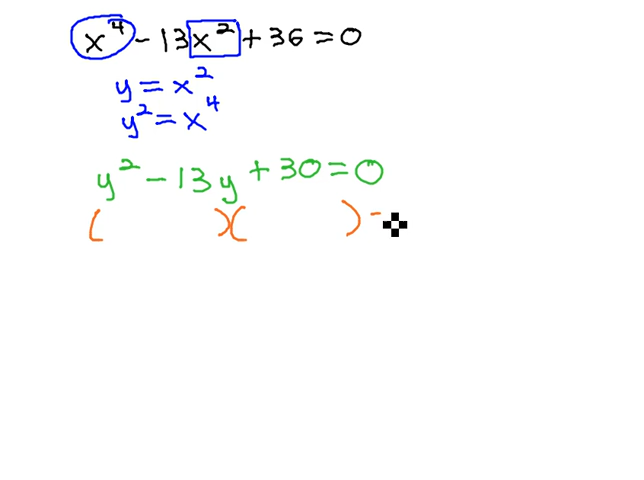 x⁴ - 13x² + 36 = 0
y = x²
y² = x⁴
y² - 13y + 30 = 0
( )( ) -